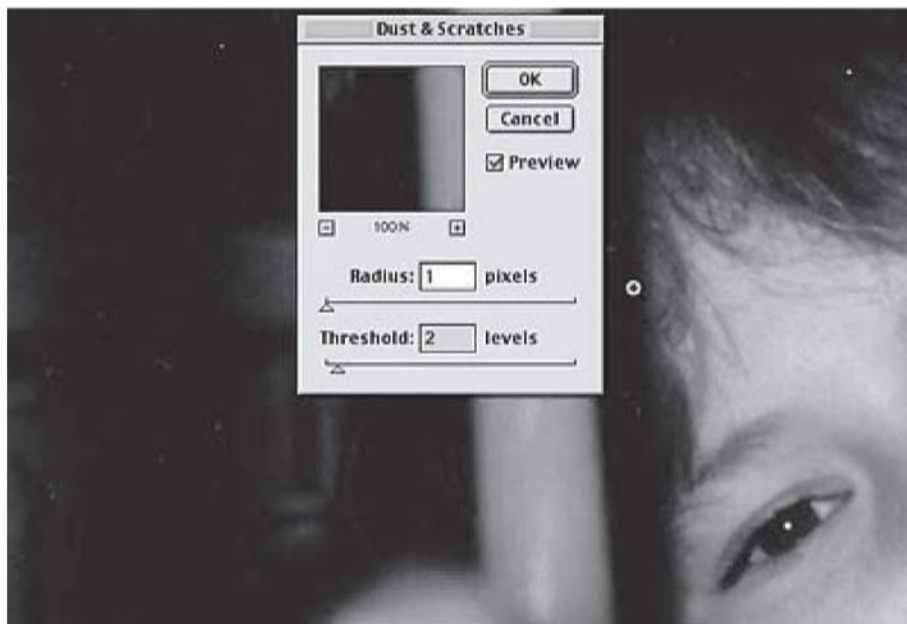 Dust & Scratches
OK
Cancel
Preview
100%
Radius: 1 pixels
Threshold: 2 levels